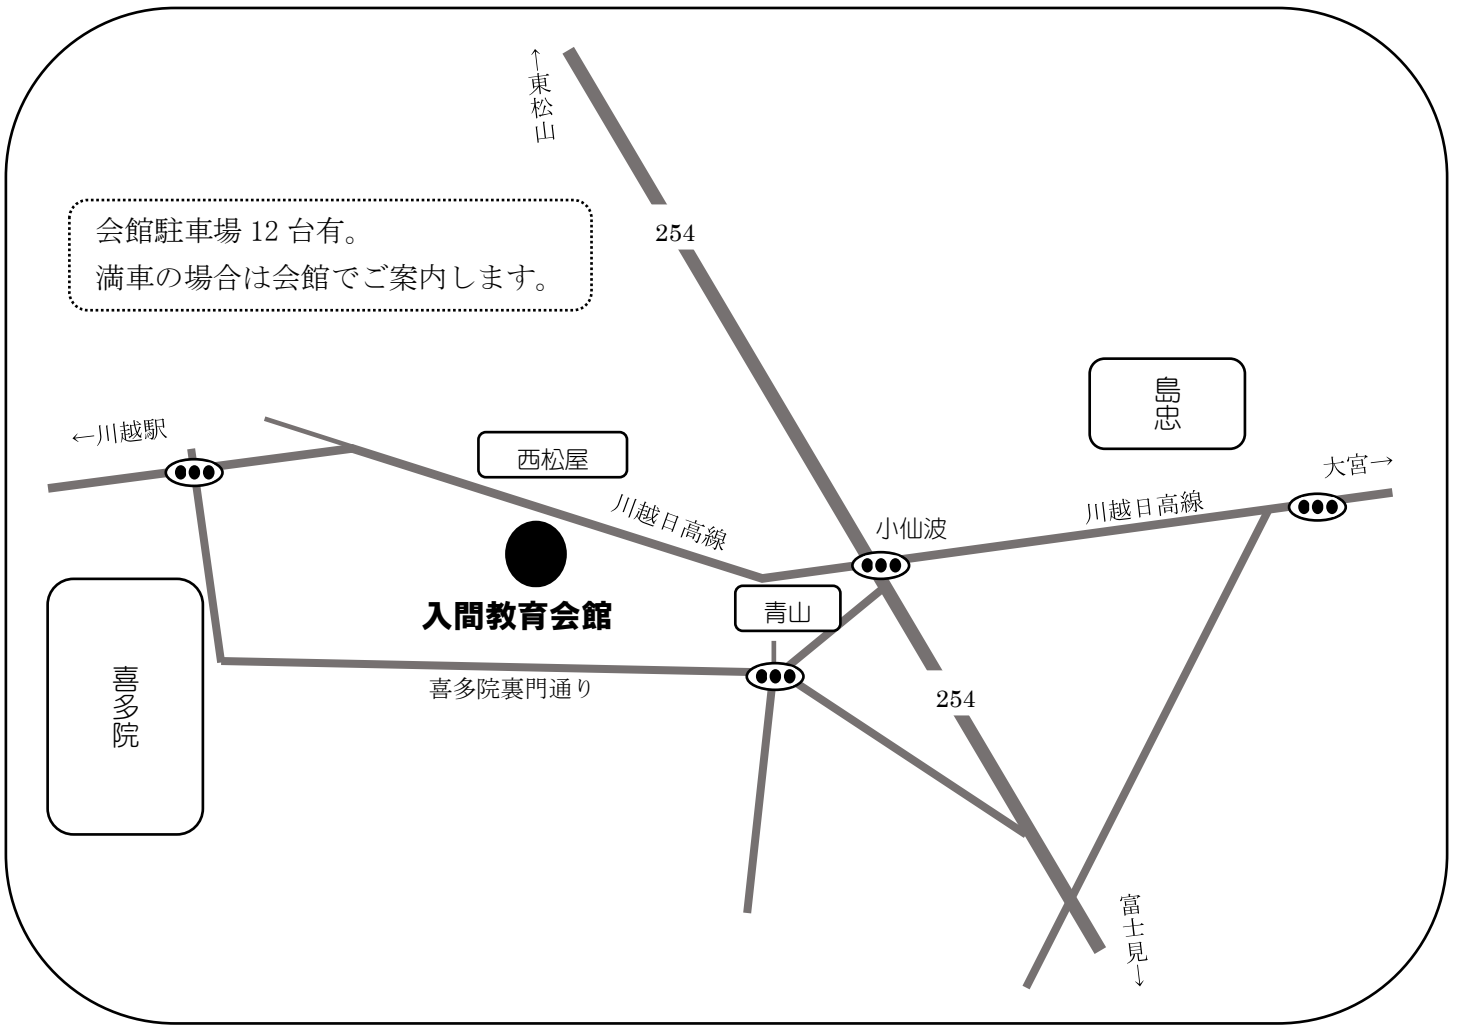 ←東松山
会館駐車場 12 台有。
満車の場合は会館でご案内します。
254
島忠
←川越駅
西松屋
大宮→
川越日高線
川越日高線
小仙波
入間教育会館
青山
喜多院裏門通り
喜多院
254
富士見→